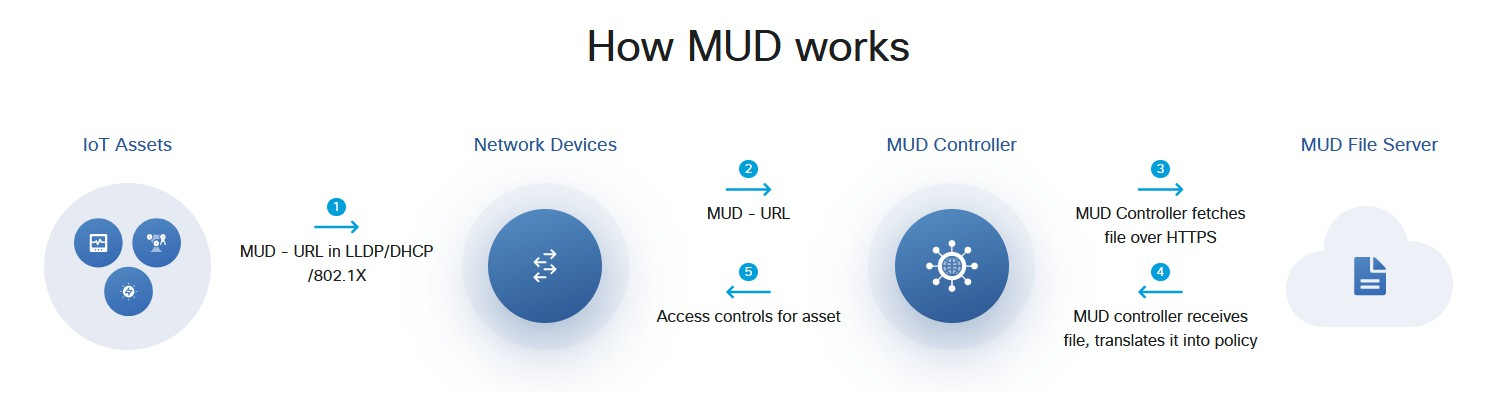 How MUD works
IoT Assets
Network Devices
MUD Controller
MUD File Server
1
MUD - URL in LLDP/DHCP
/802.1X
2
MUD - URL
5
Access controls for asset
3
MUD Controller fetches
file over HTTPS
4
MUD controller receives
file, translates it into policy